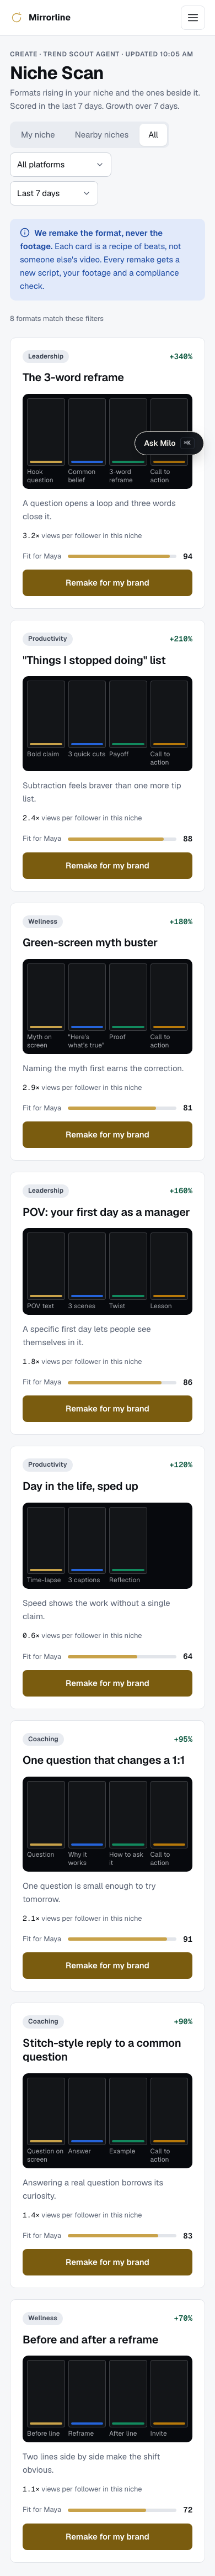 Mirrorline
CREATE · TREND SCOUT AGENT · UPDATED 10:05 AM
Niche Scan
Formats rising in your niche and the ones beside it.
Scored in the last 7 days. Growth over 7 days.
My niche
Nearby niches
All
All platforms
Last 7 days
We remake the format, never the
footage. Each card is a recipe of beats, not
someone else's video. Every remake gets a
new script, your footage and a compliance
check.
8 formats match these filters
Leadership
+340%
The 3-word reframe
Ask Milo ⌘K
Hook question
Common belief
3-word reframe
Call to action
A question opens a loop and three words
close it.
3.2× views per follower in this niche
Fit for Maya 94
Remake for my brand
Productivity
+210%
"Things I stopped doing" list
Bold claim
3 quick cuts
Payoff
Call to action
Subtraction feels braver than one more tip
list.
2.4× views per follower in this niche
Fit for Maya 88
Remake for my brand
Wellness
+180%
Green-screen myth buster
Myth on screen
"Here's what's true"
Proof
Call to action
Naming the myth first earns the correction.
2.9× views per follower in this niche
Fit for Maya 81
Remake for my brand
Leadership
+160%
POV: your first day as a manager
POV text
3 scenes
Twist
Lesson
A specific first day lets people see
themselves in it.
1.8× views per follower in this niche
Fit for Maya 86
Remake for my brand
Productivity
+120%
Day in the life, sped up
Time-lapse
3 captions
Reflection
Speed shows the work without a single
claim.
0.6× views per follower in this niche
Fit for Maya 64
Remake for my brand
Coaching
+95%
One question that changes a 1:1
Question
Why it works
How to ask it
Call to action
One question is small enough to try
tomorrow.
2.1× views per follower in this niche
Fit for Maya 91
Remake for my brand
Coaching
+90%
Stitch-style reply to a common
question
Question on screen
Answer
Example
Call to action
Answering a real question borrows its
curiosity.
1.4× views per follower in this niche
Fit for Maya 83
Remake for my brand
Wellness
+70%
Before and after a reframe
Before line
Reframe
After line
Invite
Two lines side by side make the shift
obvious.
1.1× views per follower in this niche
Fit for Maya 72
Remake for my brand